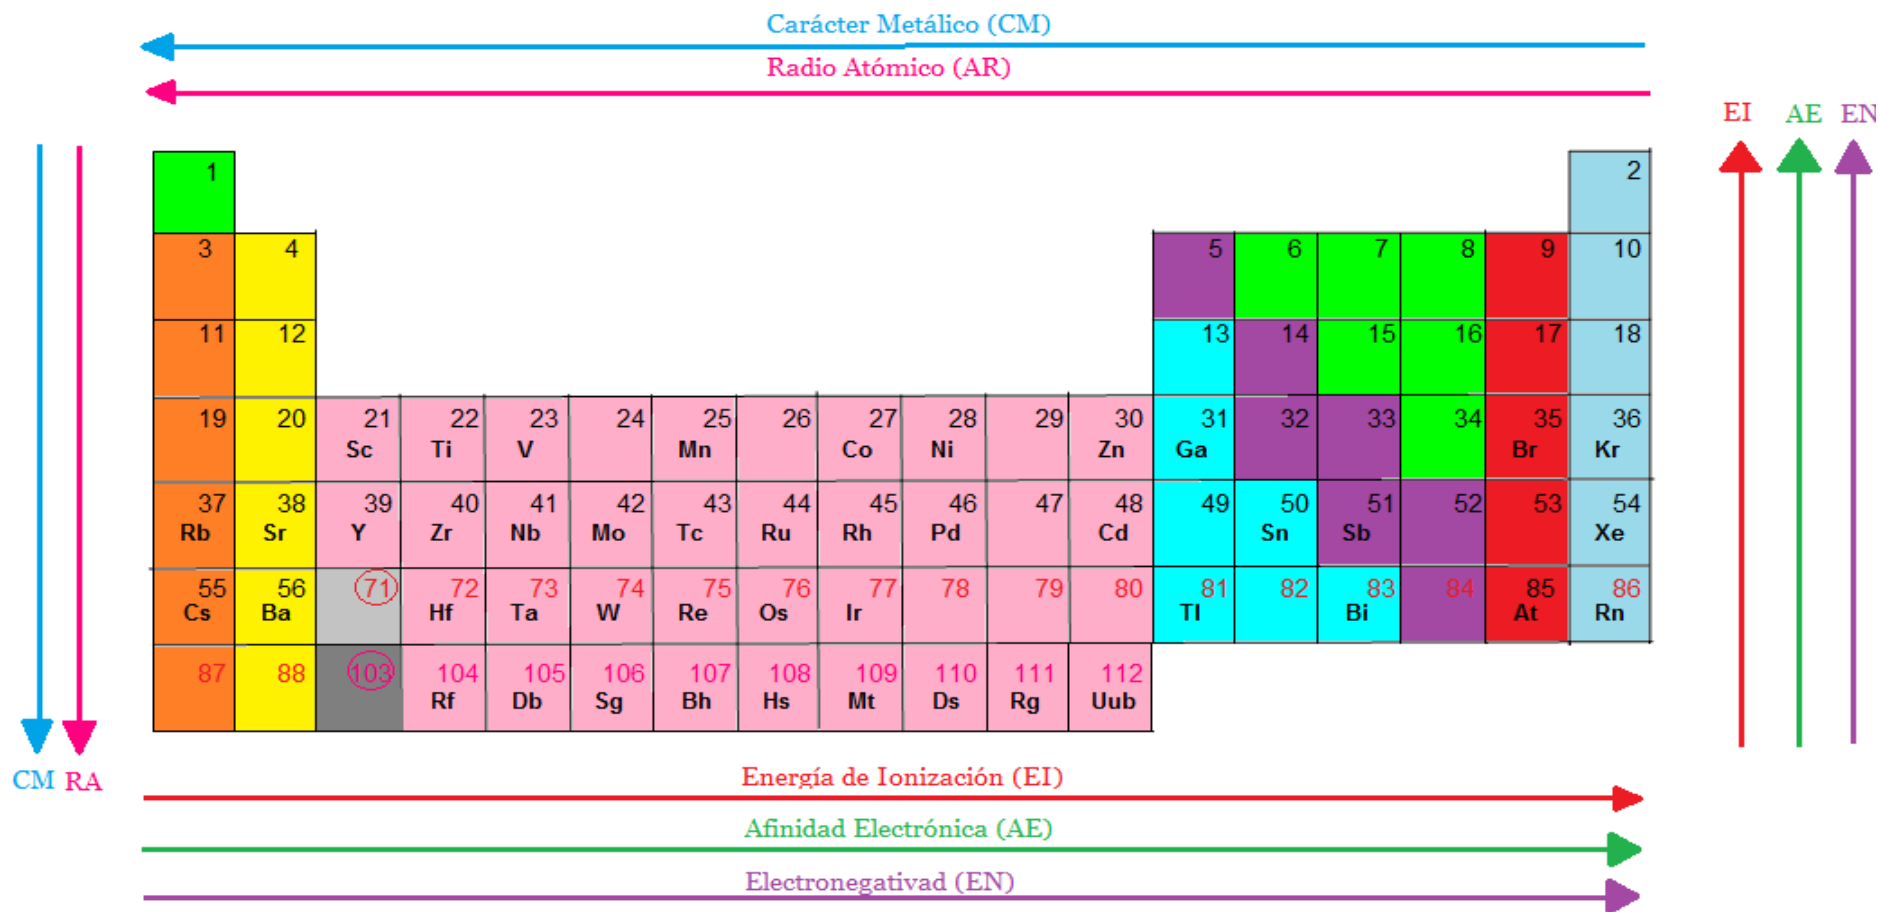 Carácter Metálico (CM)
Radio Atómico (AR)
EI AE EN
1 2
3 4 5 6 7 8 9 10
11 12 13 14 15 16 17 18
19 20 21 22 23 24 25 26 27 28 29 30 31 32 33 34 35 36
Sc Ti V Mn Co Ni Zn Ga Br Kr
37 38 39 40 41 42 43 44 45 46 47 48 49 50 51 52 53 54
Rb Sr Y Zr Nb Mo Tc Ru Rh Pd Cd Sn Sb Xe
55 56 71 72 73 74 75 76 77 78 79 80 81 82 83 84 85 86
Cs Ba Hf Ta W Re Os Ir Tl Bi At Rn
87 88 103 104 105 106 107 108 109 110 111 112
Rf Db Sg Bh Hs Mt Ds Rg Uub
CM RA
Energía de Ionización (EI)
Afinidad Electrónica (AE)
Electronegativad (EN)